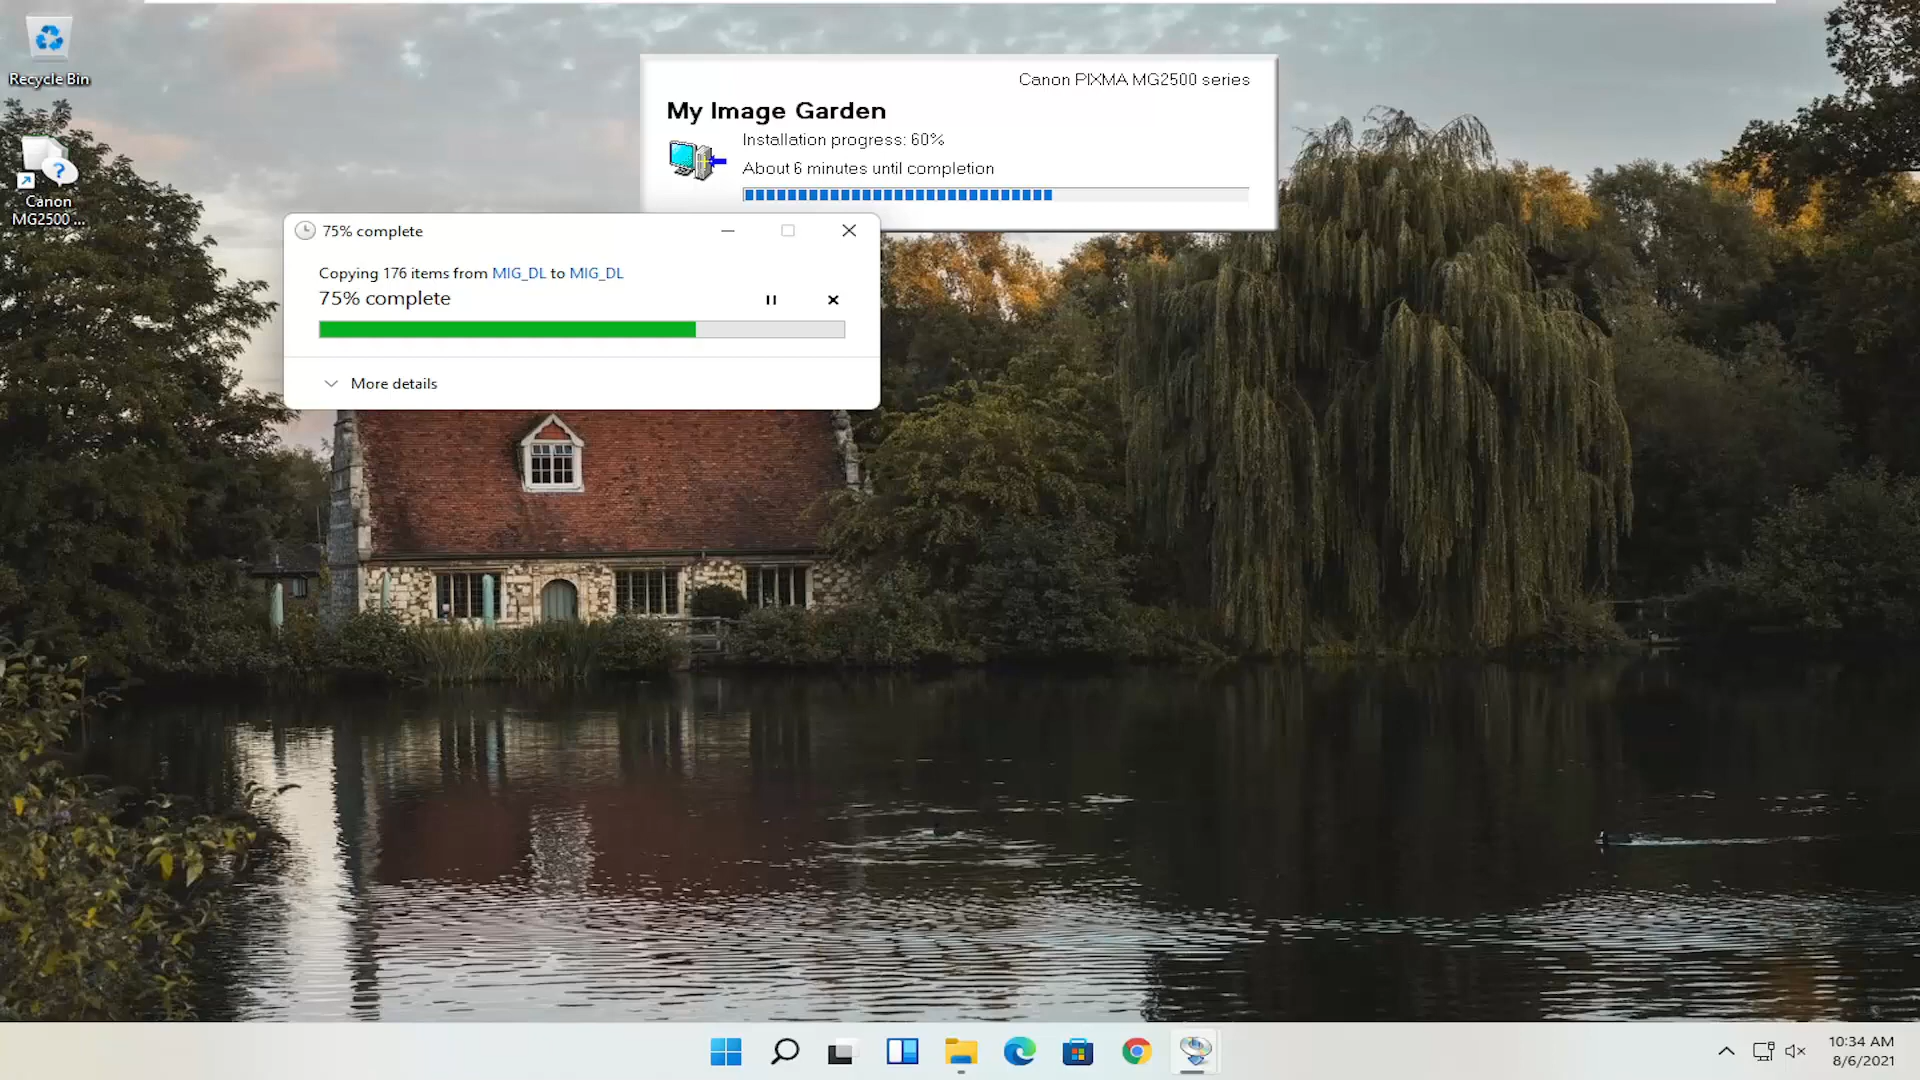 Recycle Bin
Canon
MG2500 ...
Canon PIXMA MG2500 series
My Image Garden
Installation progress: 60%
About 6 minutes until completion
75% complete
Copying 176 items from MIG_DL to MIG_DL
75% complete
More details
10:34 AM
8/6/2021